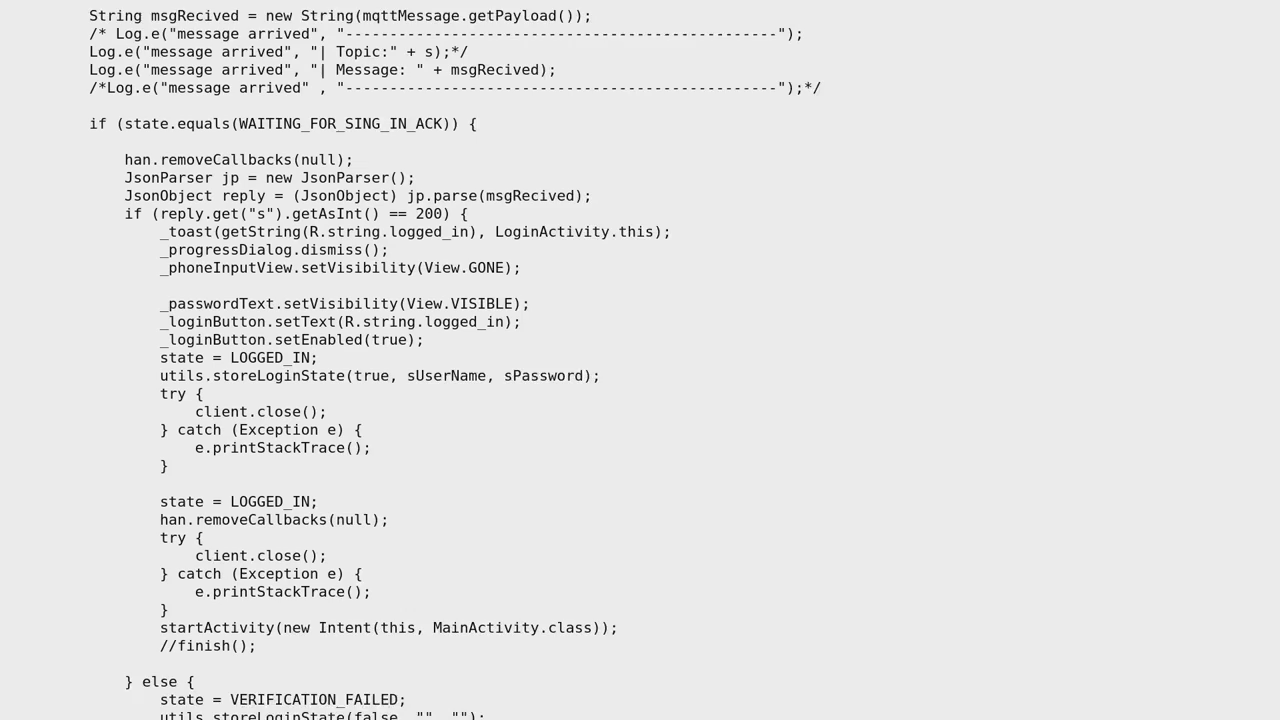 String msgRecived = new String(mqttMessage.getPayload());
/* Log.e("message arrived", "-------------------------------------------------");
Log.e("message arrived", "| Topic:" + s);*/
Log.e("message arrived", "| Message: " + msgRecived);
/*Log.e("message arrived" , "-------------------------------------------------");*/
if (state.equals(WAITING_FOR_SING_IN_ACK)) {
han.removeCallbacks(null);
JsonParser jp = new JsonParser();
JsonObject reply = (JsonObject) jp.parse(msgRecived);
if (reply.get("s").getAsInt() == 200) {
_toast(getString(R.string.logged_in), LoginActivity.this);
_progressDialog.dismiss();
_phoneInputView.setVisibility(View.GONE);
_passwordText.setVisibility(View.VISIBLE);
_loginButton.setText(R.string.logged_in);
_loginButton.setEnabled(true);
state = LOGGED_IN;
utils.storeLoginState(true, sUserName, sPassword);
try {
client.close();
} catch (Exception e) {
e.printStackTrace();
}
state = LOGGED_IN;
han.removeCallbacks(null);
try {
client.close();
} catch (Exception e) {
e.printStackTrace();
}
startActivity(new Intent(this, MainActivity.class));
//finish();
} else {
state = VERIFICATION_FAILED;
utils.storeLoginState(false, "", "");